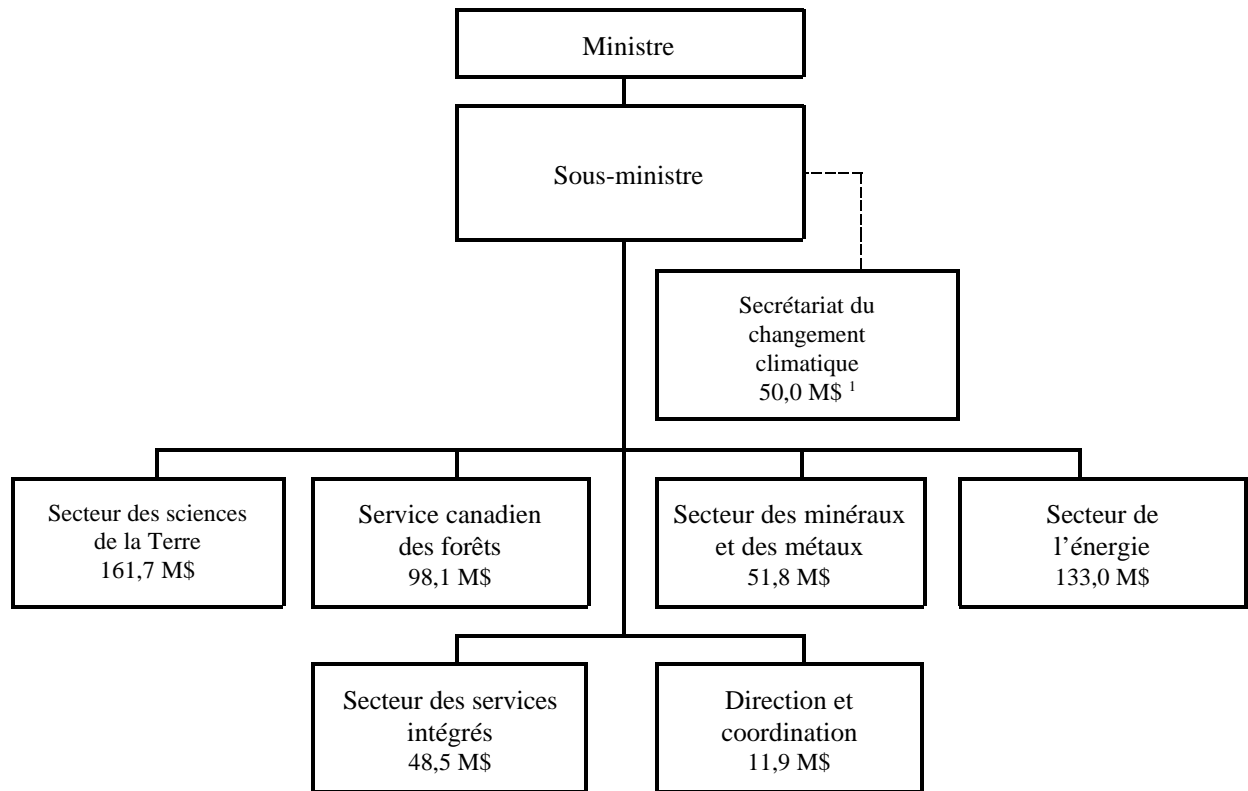 Ministre
Sous-ministre
Secrétariat du
changement
climatique
50,0 M$ ¹
Secteur des sciences
de la Terre
161,7 M$
Service canadien
des forêts
98,1 M$
Secteur des minéraux
et des métaux
51,8 M$
Secteur de
l’énergie
133,0 M$
Secteur des services
intégrés
48,5 M$
Direction et
coordination
11,9 M$